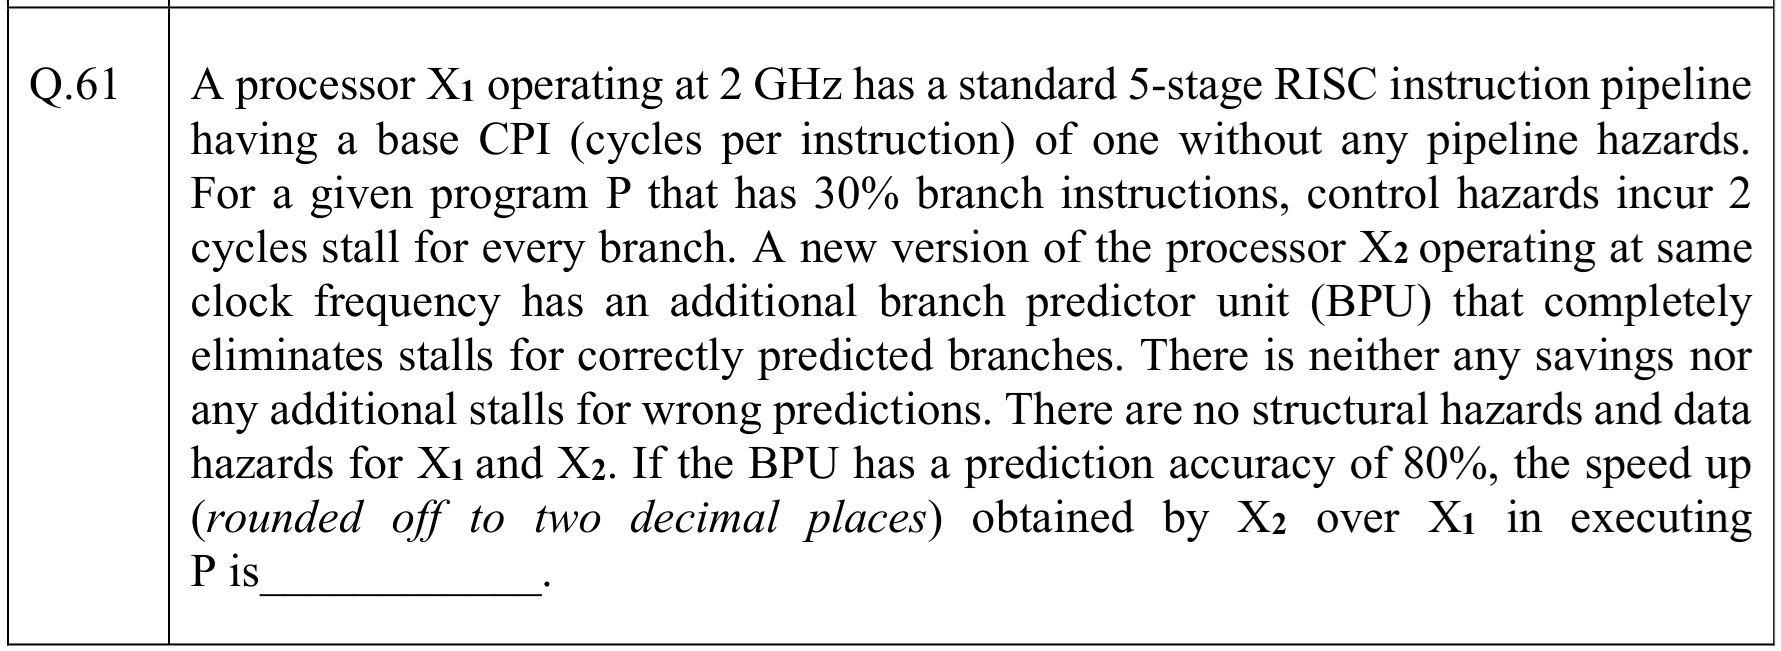 Q.61
A processor X1 operating at 2 GHz has a standard 5-stage RISC instruction pipeline
having a base CPI (cycles per instruction) of one without any pipeline hazards.
For a given program P that has 30% branch instructions, control hazards incur 2
cycles stall for every branch. A new version of the processor X2 operating at same
clock frequency has an additional branch predictor unit (BPU) that completely
eliminates stalls for correctly predicted branches. There is neither any savings nor
any additional stalls for wrong predictions. There are no structural hazards and data
hazards for X1 and X2. If the BPU has a prediction accuracy of 80%, the speed up
(rounded off to two decimal places) obtained by X2 over X1 in executing
P is____________.